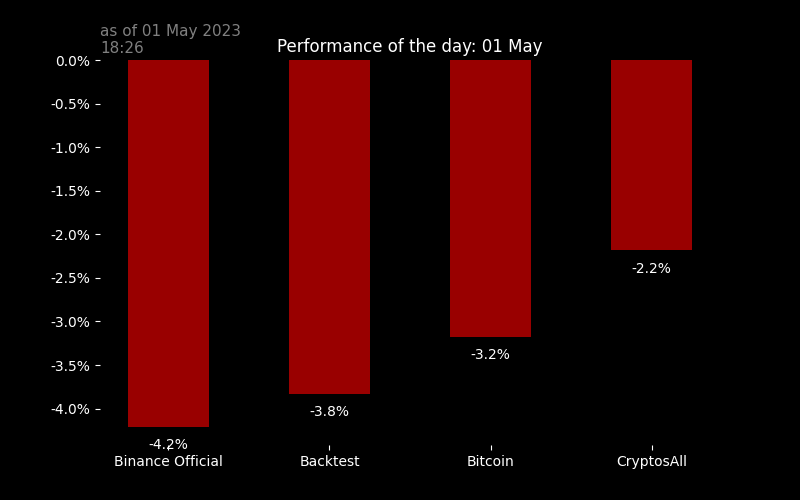 as of 01 May 2023
18:26
Performance of the day: 01 May
0.0%
-0.5%
-1.0%
-1.5%
-2.0%
-2.5%
-3.0%
-3.5%
-4.0%
-4.2%
-3.8%
-3.2%
-2.2%
Binance Official
Backtest
Bitcoin
CryptosAll